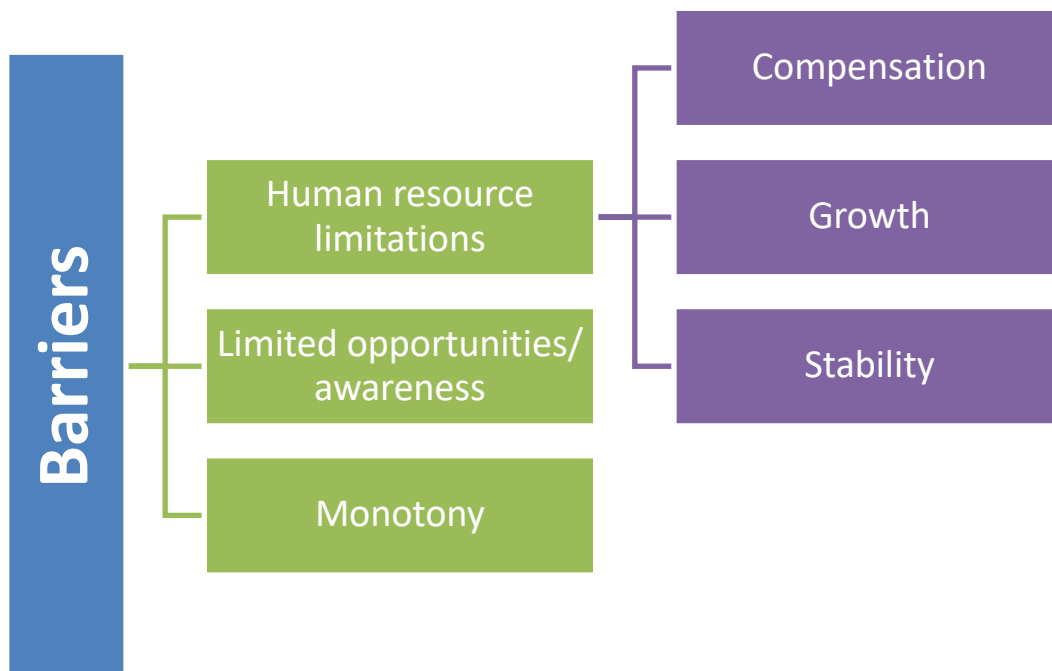 Barriers
Human resource
limitations
Limited opportunities/
awareness
Monotony
Compensation
Growth
Stability